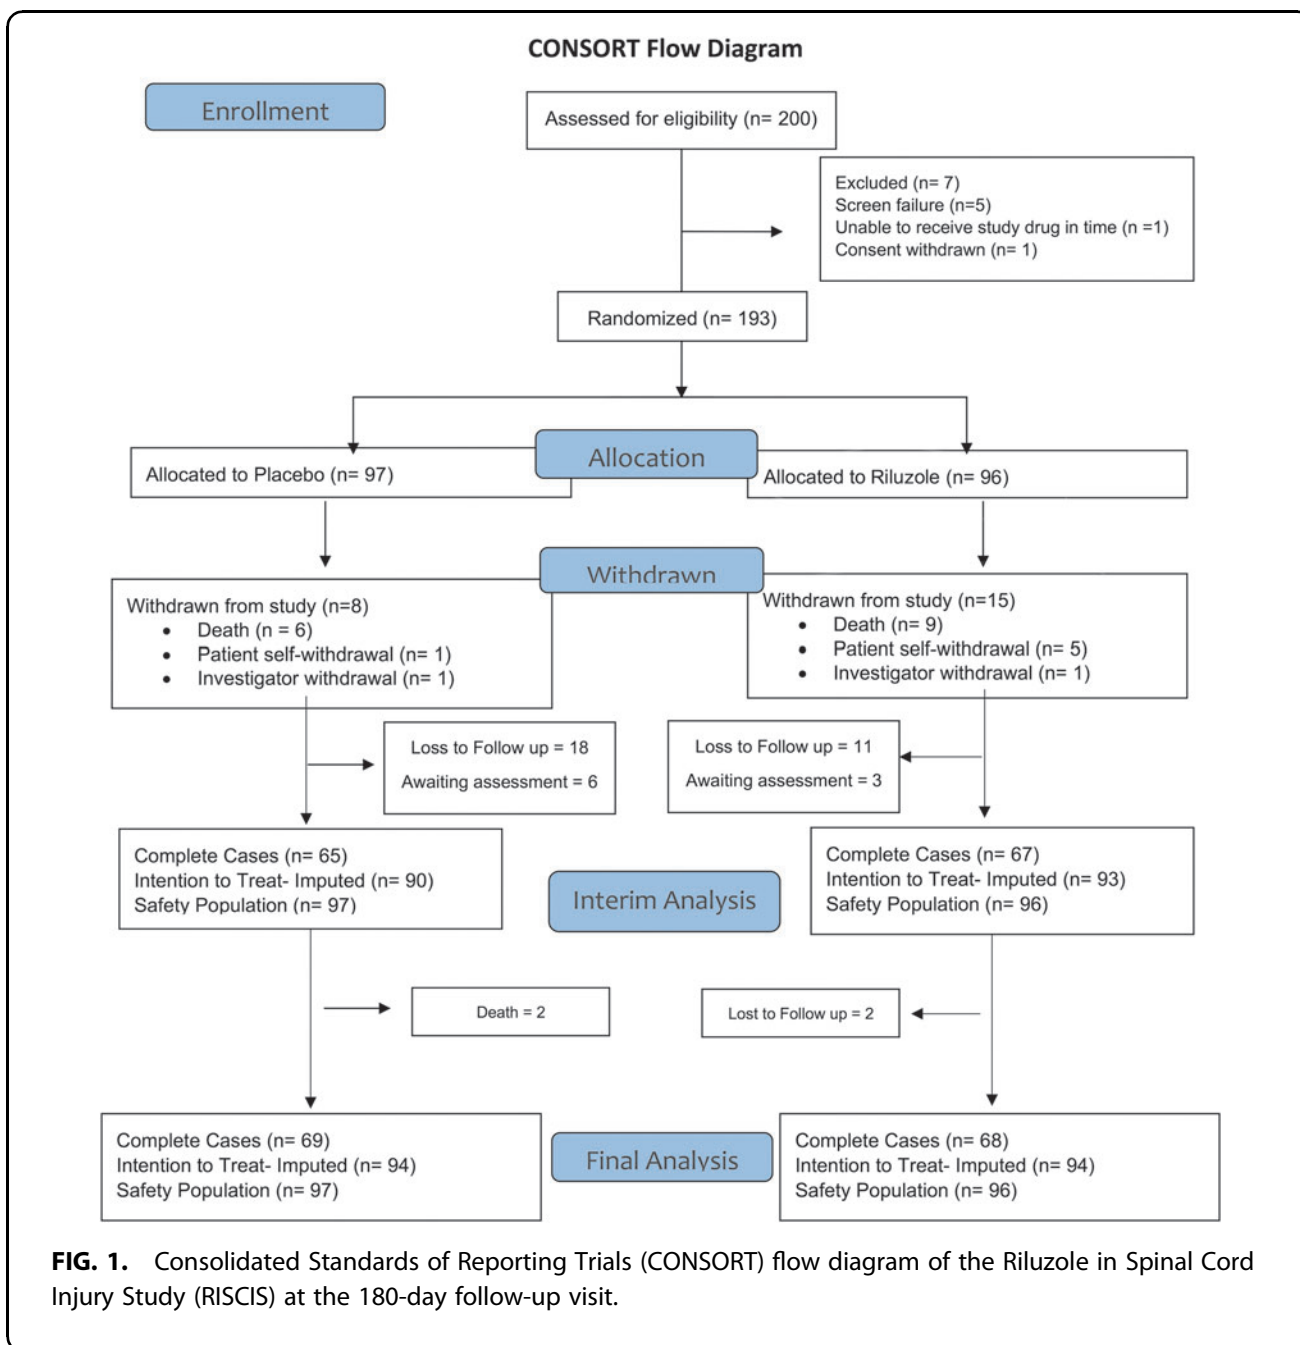 CONSORT Flow Diagram
Enrollment
Assessed for eligibility (n= 200)
Excluded (n= 7)
Screen failure (n=5)
Unable to receive study drug in time (n =1)
Consent withdrawn (n= 1)
Randomized (n= 193)
Allocation
Allocated to Placebo (n= 97)
Allocated to Riluzole (n= 96)
Withdrawn
Withdrawn from study (n=8)
• Death (n = 6)
• Patient self-withdrawal (n= 1)
• Investigator withdrawal (n= 1)
Withdrawn from study (n=15)
• Death (n= 9)
• Patient self-withdrawal (n= 5)
• Investigator withdrawal (n= 1)
Loss to Follow up = 18
Awaiting assessment = 6
Loss to Follow up = 11
Awaiting assessment = 3
Complete Cases (n= 65)
Intention to Treat- Imputed (n= 90)
Safety Population (n= 97)
Interim Analysis
Complete Cases (n= 67)
Intention to Treat- Imputed (n= 93)
Safety Population (n= 96)
Death = 2
Lost to Follow up = 2
Complete Cases (n= 69)
Intention to Treat- Imputed (n= 94)
Safety Population (n= 97)
Final Analysis
Complete Cases (n= 68)
Intention to Treat- Imputed (n= 94)
Safety Population (n= 96)
FIG. 1. Consolidated Standards of Reporting Trials (CONSORT) flow diagram of the Riluzole in Spinal Cord
Injury Study (RISCIS) at the 180-day follow-up visit.